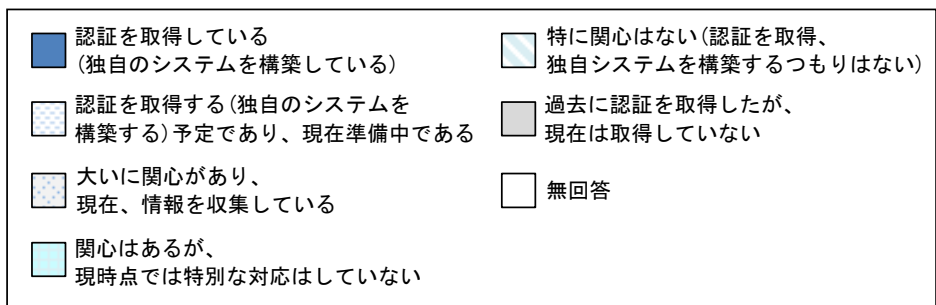 認証を取得している
(独自のシステムを構築している)
認証を取得する(独自のシステムを
構築する)予定であり、現在準備中である
大いに関心があり、
現在、情報を収集している
関心はあるが、
現時点では特別な対応はしていない
特に関心はない(認証を取得、
独自システムを構築するつもりはない)
過去に認証を取得したが、
現在は取得していない
無回答